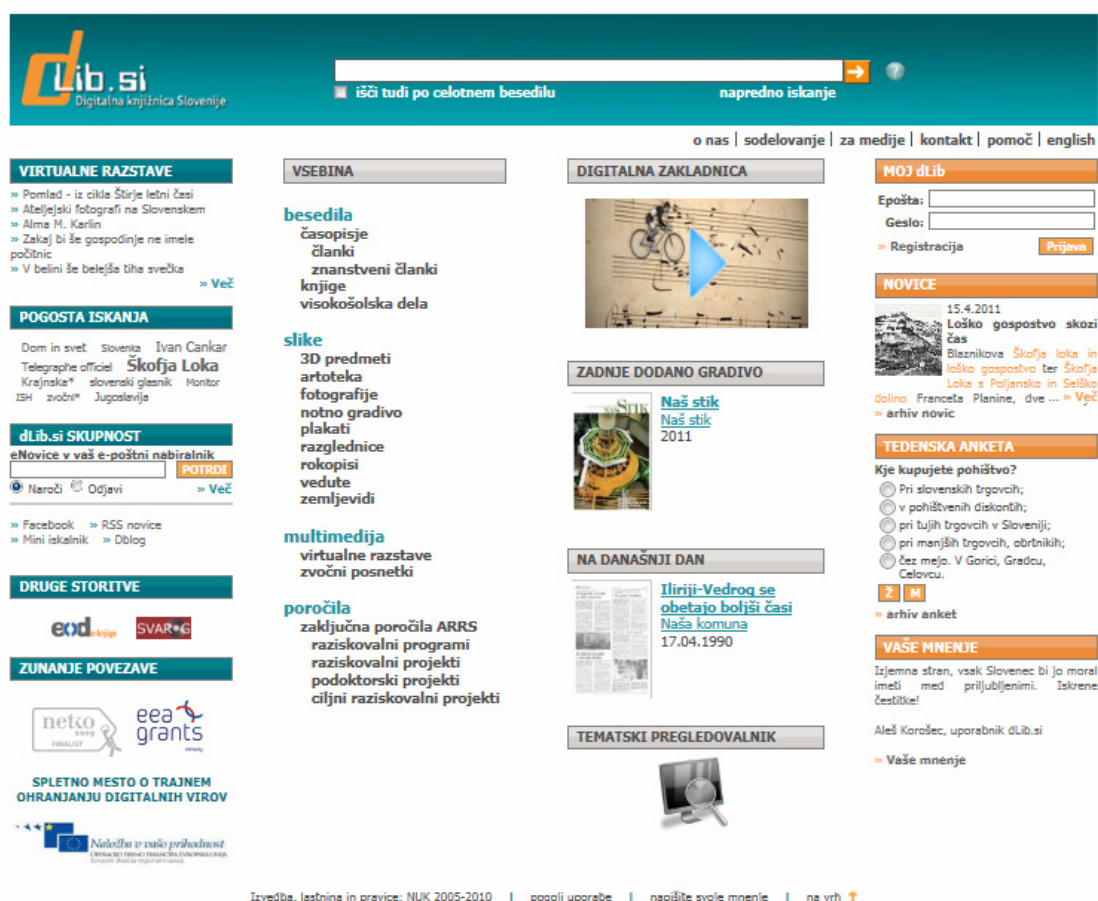 dLib.si
Digitalna knjižnica Slovenije
išči tudi po celotnem besedilu
napredno iskanje
o nas | sodelovanje | za medije | kontakt | pomoč | english
VIRTUALNE RAZSTAVE
» Pomlad - iz cikla Štirje letni časi
» Ateljejski fotografi na Slovenskem
» Alma M. Karlin
» Zakaj bi še gospodinje ne imele
počitnic
» V belini še belejša tiha svečka
» Več
POGOSTA ISKANJA
Dom in svet Slovenka Ivan Cankar
Telegraphe officiel Škofja Loka
Krajnska* slovenski glasnik Monitor
ISH zvočni* Jugoslavija
dLib.si SKUPNOST
eNovice v vaš e-poštni nabiralnik
POTRDI
Naroči Odjavi » Več
» Facebook » RSS novice
» Mini iskalnik » Dblog
DRUGE STORITVE
eod e-knjige SVAROG
ZUNANJE POVEZAVE
netko
2009
FINALIST
eea
grants
norway
SPLETNO MESTO O TRAJNEM
OHRANJANJU DIGITALNIH VIROV
Naložba v vašo prihodnost
VSEBINA
besedila
časopisje
članki
znanstveni članki
knjige
visokošolska dela
slike
3D predmeti
artoteka
fotografije
notno gradivo
plakati
razglednice
rokopisi
vedute
zemljevidi
multimedija
virtualne razstave
zvočni posnetki
poročila
zaključna poročila ARRS
raziskovalni programi
raziskovalni projekti
podoktorski projekti
ciljni raziskovalni projekti
DIGITALNA ZAKLADNICA
ZADNJE DODANO GRADIVO
Naš stik
Naš stik
2011
NA DANAŠNJI DAN
Iliriji-Vedrog se
obetajo boljši časi
Naša komuna
17.04.1990
TEMATSKI PREGLEDOVALNIK
MOJ dLib
Epošta:
Geslo:
» Registracija
Prijava
NOVICE
15.4.2011
Loško gospostvo skozi
čas
Blaznikova Škofja loka in
loško gospostvo ter Škofja
Loka s Poljansko in Selško
dolino Franceta Planine, dve ... » Več
» arhiv novic
TEDENSKA ANKETA
Kje kupujete pohištvo?
Pri slovenskih trgovcih;
v pohištvenih diskontih;
pri tujih trgovcih v Sloveniji;
pri manjših trgovcih, obrtnikih;
čez mejo. V Gorici, Gradcu,
Celovcu.
Ž M
» arhiv anket
VAŠE MNENJE
Izjemna stran, vsak Slovenec bi jo moral
imeti med priljubljenimi. Iskrene
čestitke!
Aleš Korošec, uporabnik dLib.si
» Vaše mnenje
Izvedba, lastnina in pravice: NUK 2005-2010 | pogoji uporabe | napišite svoje mnenje | na vrh